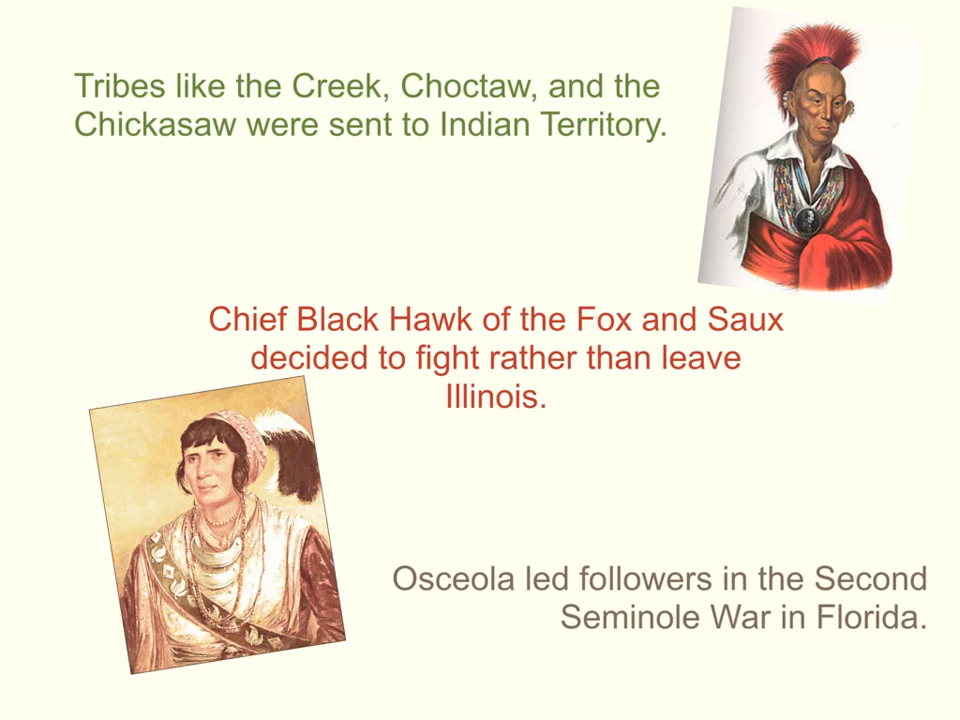 Tribes like the Creek, Choctaw, and the
Chickasaw were sent to Indian Territory.
Chief Black Hawk of the Fox and Saux
decided to fight rather than leave
Illinois.
Osceola led followers in the Second
Seminole War in Florida.